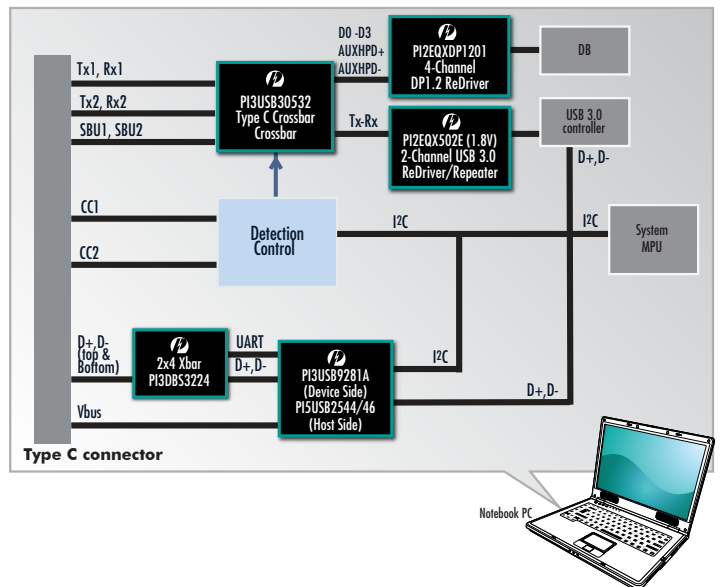 D0 -D3
AUXHPD+
AUXHPD-
PI2EQXDP1201
4-Channel
DP1.2 ReDriver
DB
Tx1, Rx1
Tx2, Rx2
SBU1, SBU2
PI3USB30532
Type C Crossbar
Crossbar
Tx-Rx
PI2EQX502E (1.8V)
2-Channel USB 3.0
ReDriver/Repeater
USB 3.0
controller
D+,D-
CC1
CC2
Detection
Control
I2C
I2C
System
MPU
D+,D-
(top &
Bottom)
2x4 Xbar
PI3DBS3224
UART
D+,D-
PI3USB9281A
(Device Side)
PI5USB2544/46
(Host Side)
I2C
D+,D-
Vbus
Type C connector
Notebook PC